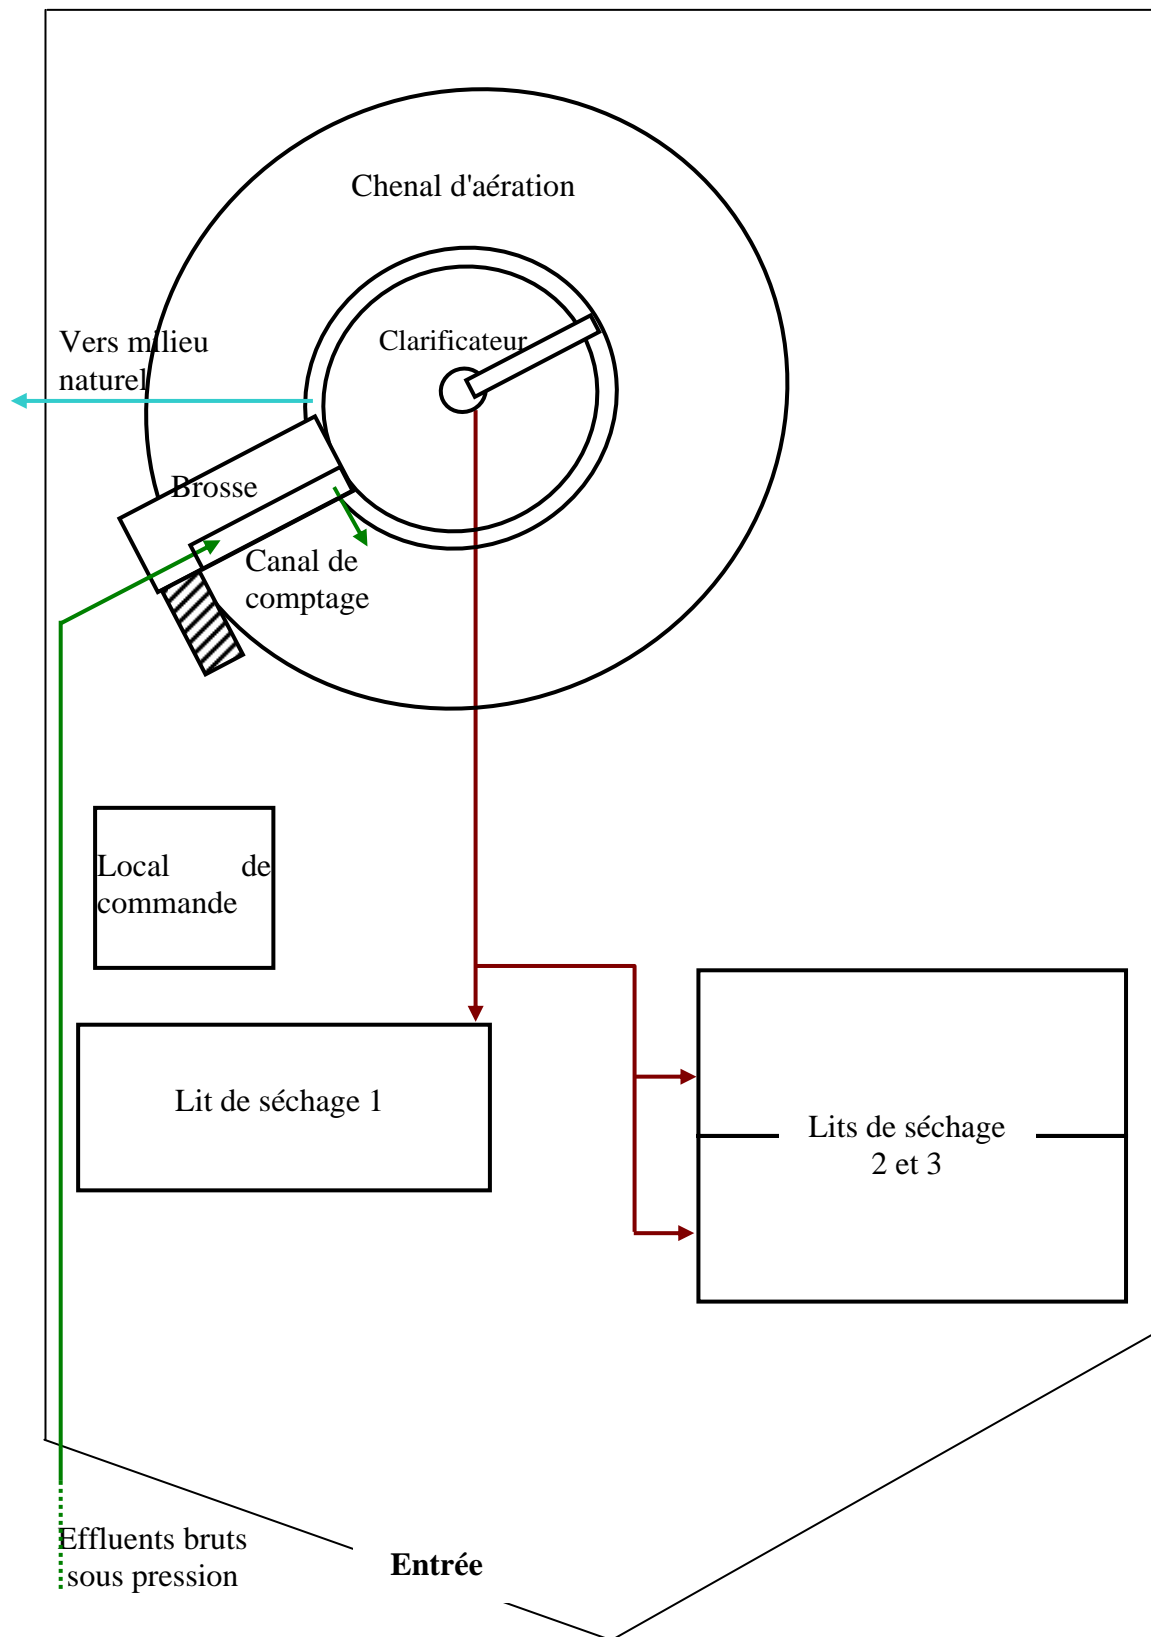 Chenal d'aération
Vers milieu
naturel
Clarificateur
Brosse
Canal de
comptage
Local de
commande
Lit de séchage 1
Lits de séchage
2 et 3
Effluents bruts
sous pression
Entrée